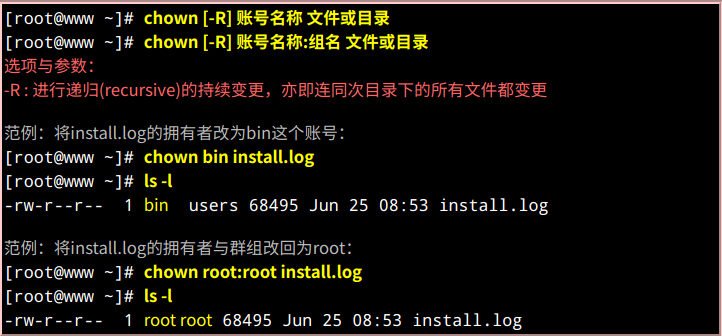 [root@www ~]# chown [-R] 账号名称 文件或目录
[root@www ~]# chown [-R] 账号名称:组名 文件或目录
选项与参数：
-R : 进行递归(recursive)的持续变更，亦即连同次目录下的所有文件都变更
范例：将install.log的拥有者改为bin这个账号：
[root@www ~]# chown bin install.log
[root@www ~]# ls -l
-rw-r--r-- 1 bin users 68495 Jun 25 08:53 install.log
范例：将install.log的拥有者与群组改回为root：
[root@www ~]# chown root:root install.log
[root@www ~]# ls -l
-rw-r--r-- 1 root root 68495 Jun 25 08:53 install.log